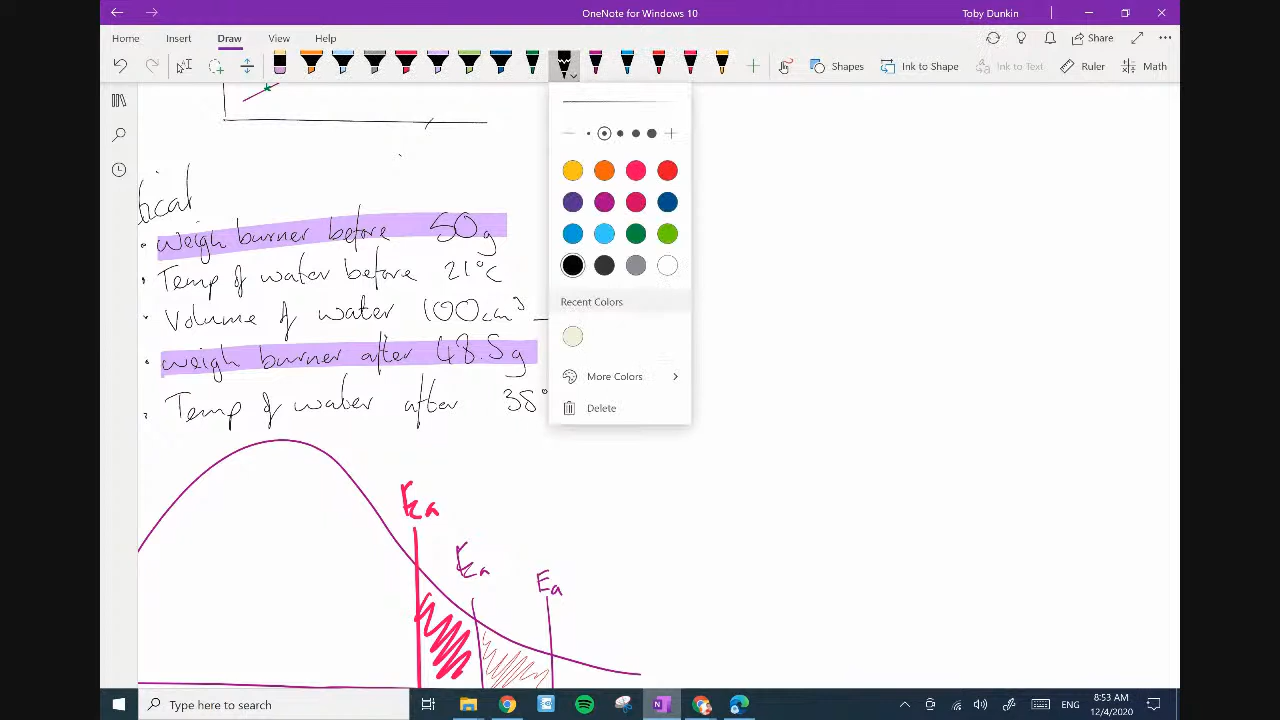 OneNote for Windows 10
Toby Dunkin
Home
Insert
Draw
View
Help
Share
Shapes
Ink to Shape
Ink to Text
Ruler
Math
tical
Weigh burner before 50g
Temp of water before 21°C
Volume of water 100cm³
weigh burner after 48.5g
Temp of water after
Recent Colors
More Colors
Delete
Ea
Ea
Ea
Type here to search
ENG
8:53 AM
12/4/2020